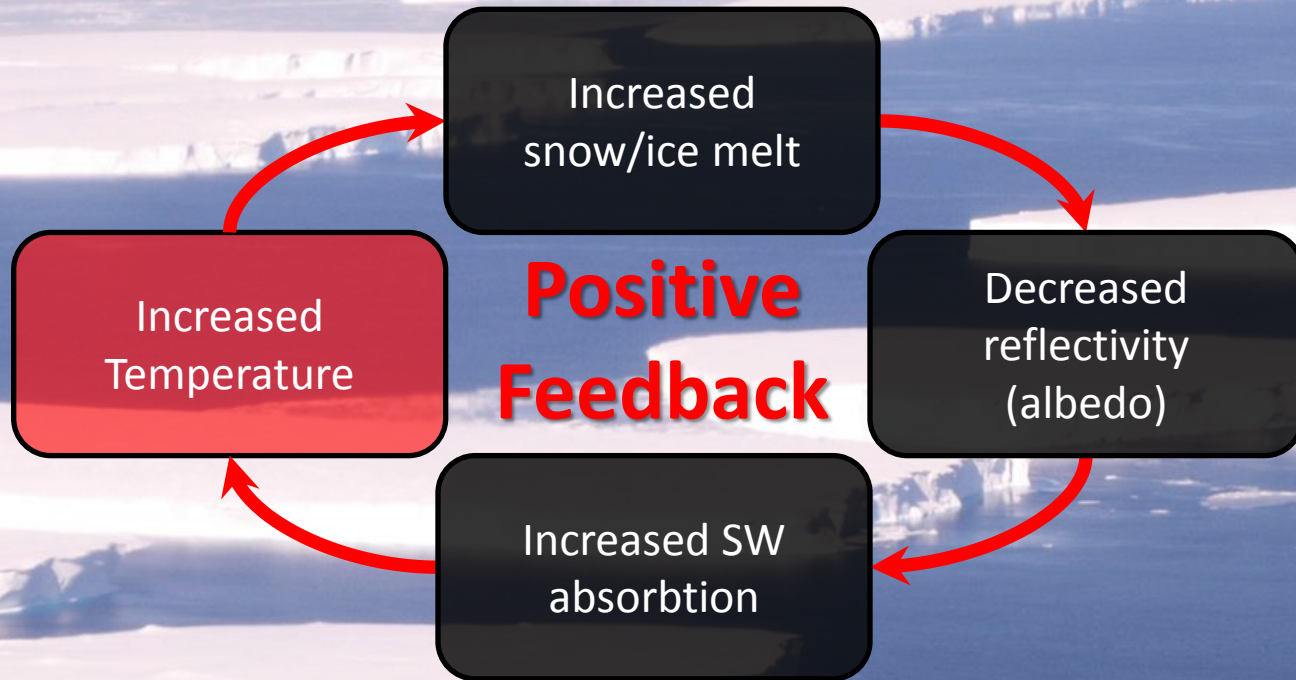 Increased
snow/ice melt
Decreased
reflectivity
(albedo)
Increased SW
absorbtion
Increased
Temperature
Positive
Feedback